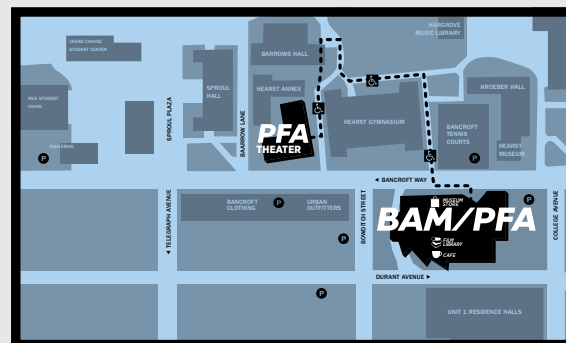 HARGROVE
MUSIC LIBRARY
CESAR CHAVEZ
STUDENT CENTER
BARROWS HALL
SPROUL
HALL
HEARST ANNEX
KROEBER HALL
MLK STUDENT
UNION
SPROUL PLAZA
BAARROW LANE
PFA
THEATER
HEARST GYMNASIUM
BANCROFT
TENNIS
COURTS
HEARST
MUSEUM
P
P
◄ BANCROFT WAY
◄ TELEGRAPH AVENUE
BANCROFT
CLOTHING
P
URBAN
OUTFITTERS
BOWDITCH STREET
MUSEUM
STORE
P
COLLEGE AVENUE
BAM/PFA
P
FILM
LIBRARY
CAFE
DURANT AVENUE ►
P
UNIT 1 RESIDENCE HALLS